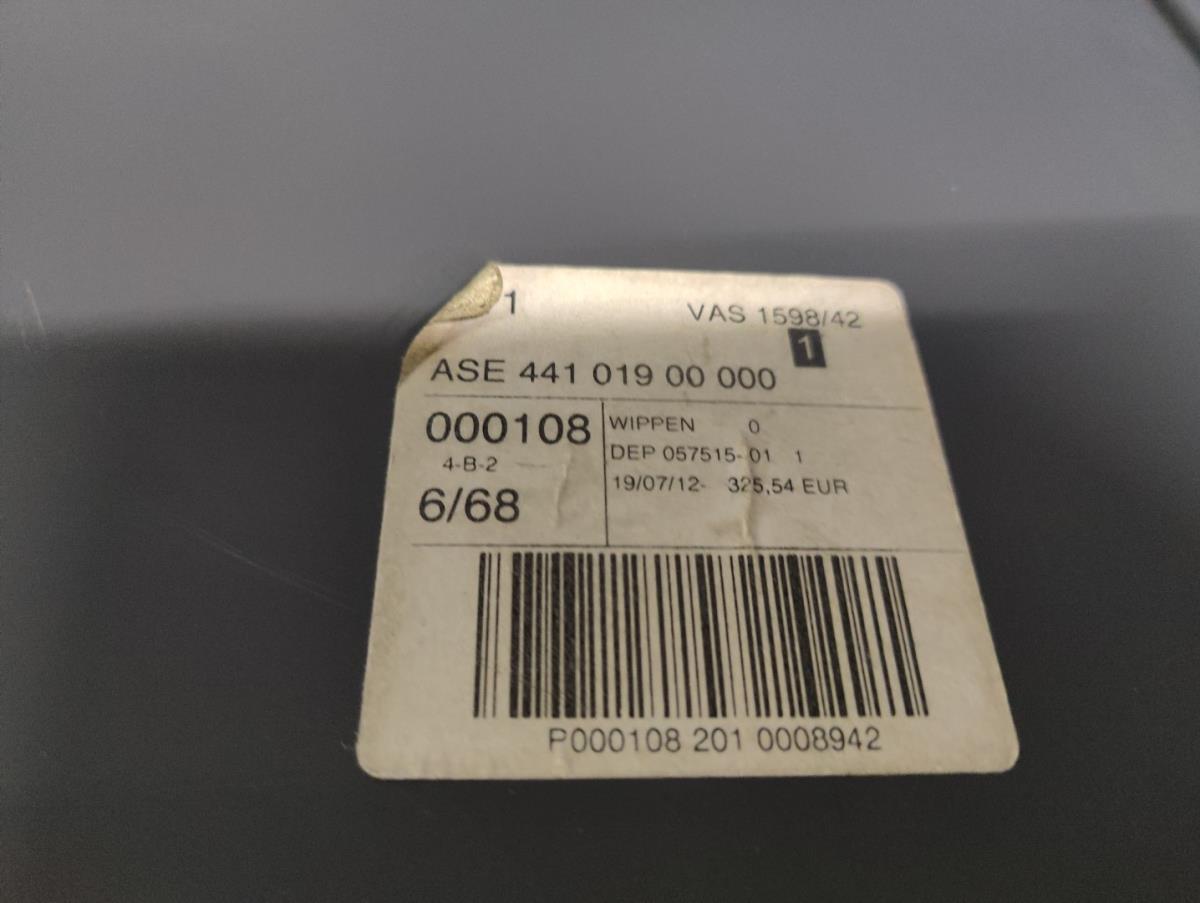 1 VAS 1598/42
1
ASE 441 019 00 000
000108 WIPPEN 0
4-B-2 DEP 057515-01 1
6/68 19/07/12- 325,54 EUR
P000108 201 0008942